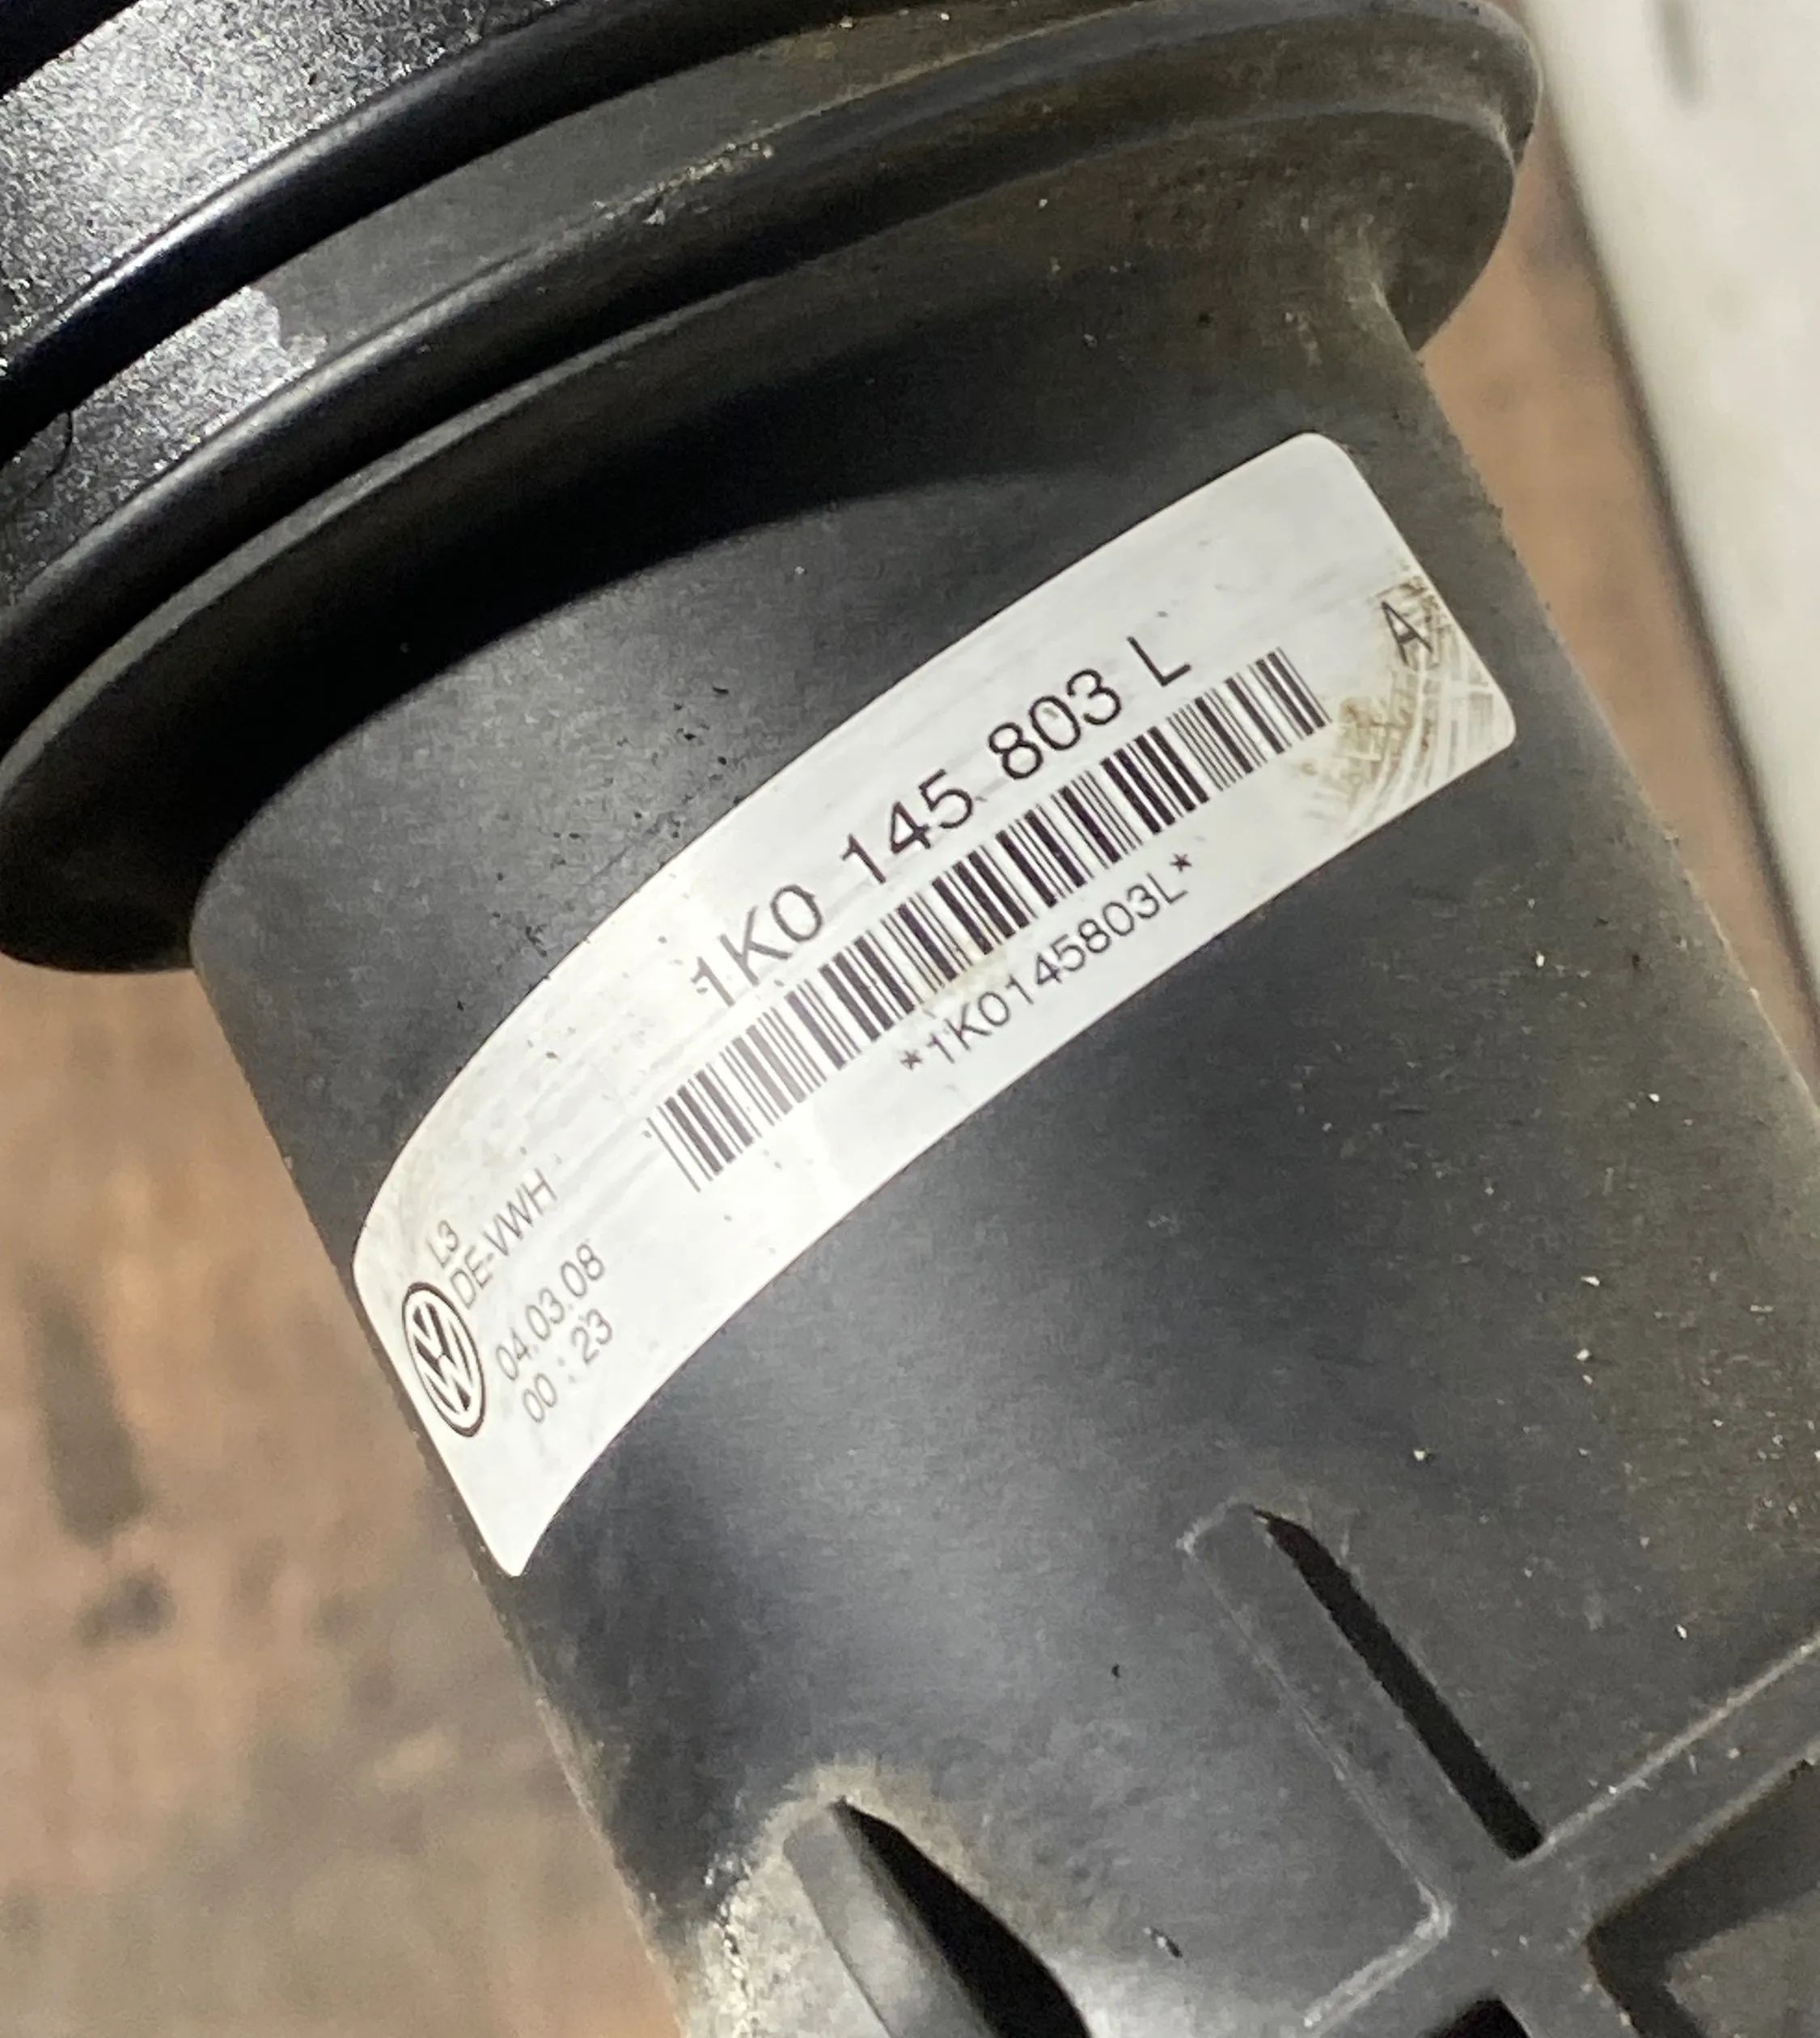 1K0 145 803 L
A
*1K0145803L*
L3
DE-VWH
04.03.08
00 : 23